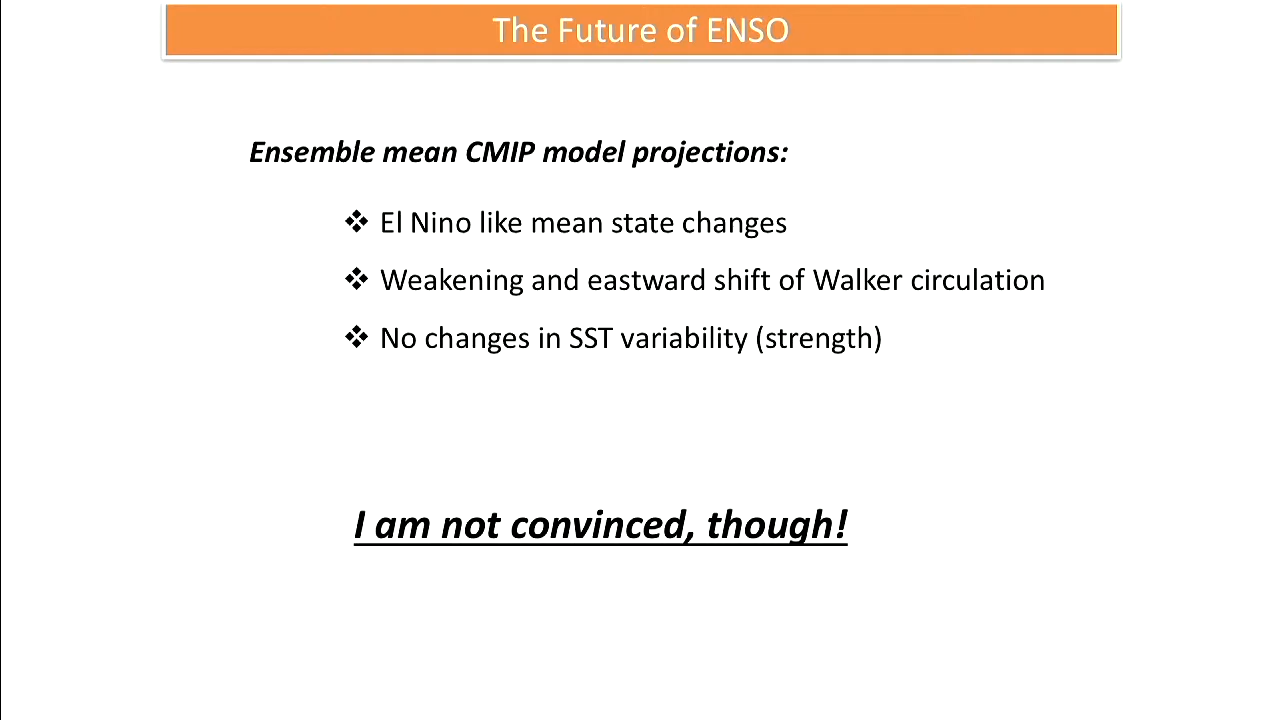 The Future of ENSO
Ensemble mean CMIP model projections:
❖ El Nino like mean state changes
❖ Weakening and eastward shift of Walker circulation
❖ No changes in SST variability (strength)
I am not convinced, though!